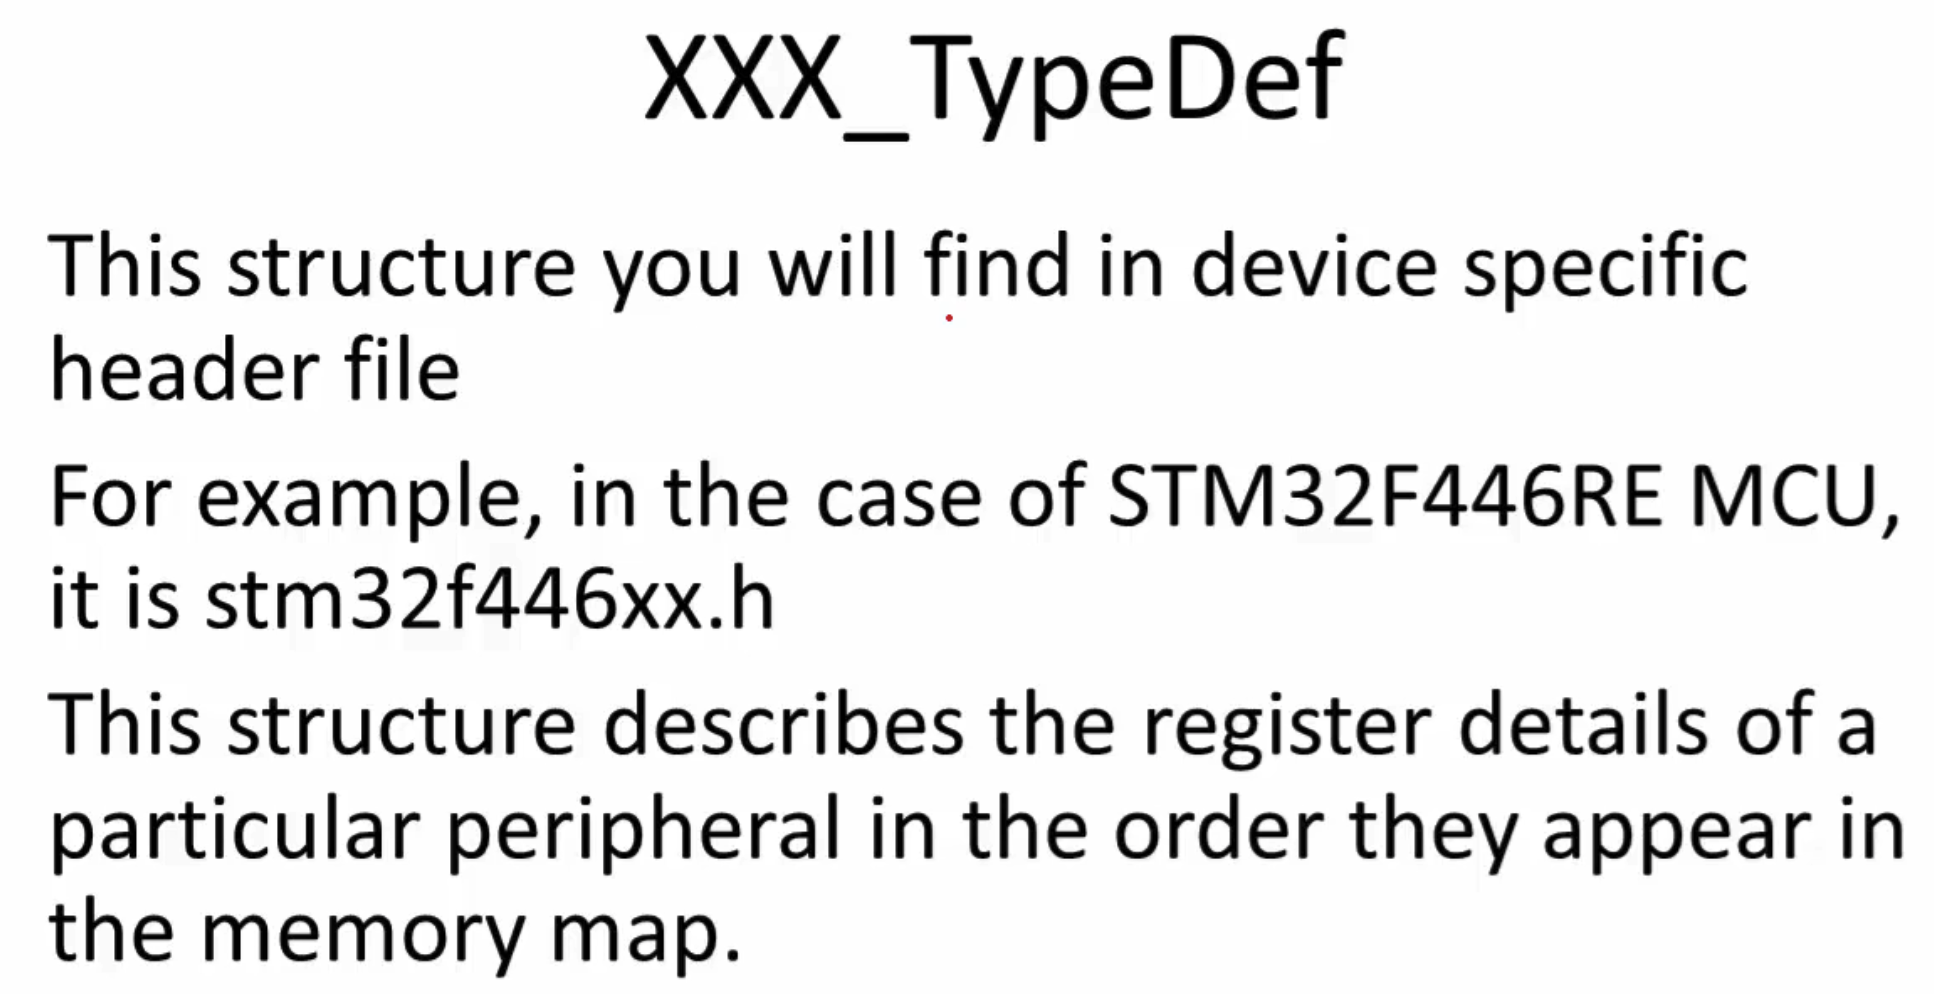 XXX_TypeDef
This structure you will find in device specific
header file
For example, in the case of STM32F446RE MCU,
it is stm32f446xx.h
This structure describes the register details of a
particular peripheral in the order they appear in
the memory map.